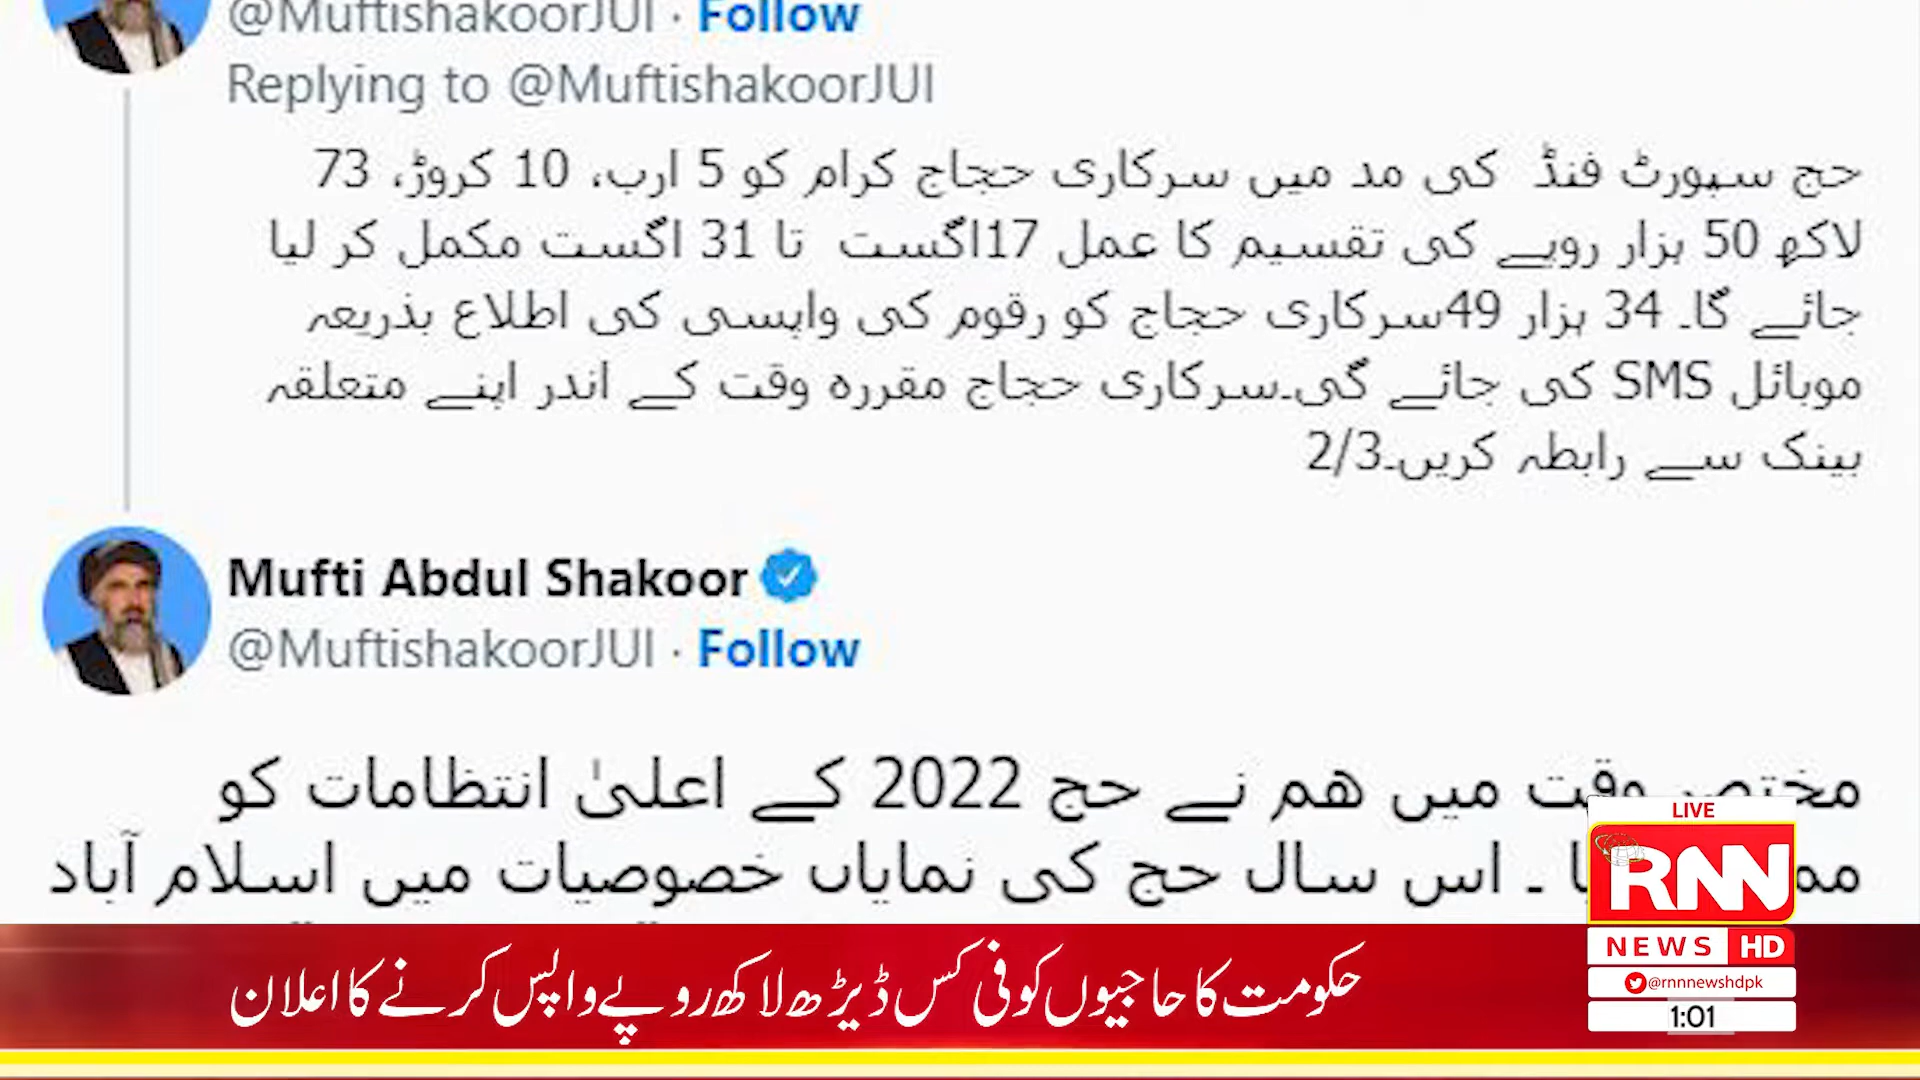 @MuftishakoorJUI · Follow
Replying to @MuftishakoorJUI
حج سپورٹ فنڈ کی مد میں سرکاری حجاج کرام کو 5 ارب، 10 کروڑ، 73
لاکھ 50 ہزار روپے کی تقسیم کا عمل 17اگست تا 31 اگست مکمل کر لیا
جائے گا۔ 34 ہزار 49سرکاری حجاج کو رقوم کی واپسی کی اطلاع بذریعہ
موبائل SMS کی جائے گی۔سرکاری حجاج مقررہ وقت کے اندر اپنے متعلقہ
بینک سے رابطہ کریں۔2/3
Mufti Abdul Shakoor
@MuftishakoorJUI · Follow
مختصر وقت میں ھم نے حج 2022 کے اعلیٰ انتظامات کو
۔ اس سال حج کی نمایاں خصوصیات میں اسلام آباد
LIVE
RNN
NEWS HD
@rnnnewshdpk
1:01
حکومت کا حاجیوں کو فی کس ڈیڑھ لاکھ روپے واپس کرنے کا اعلان